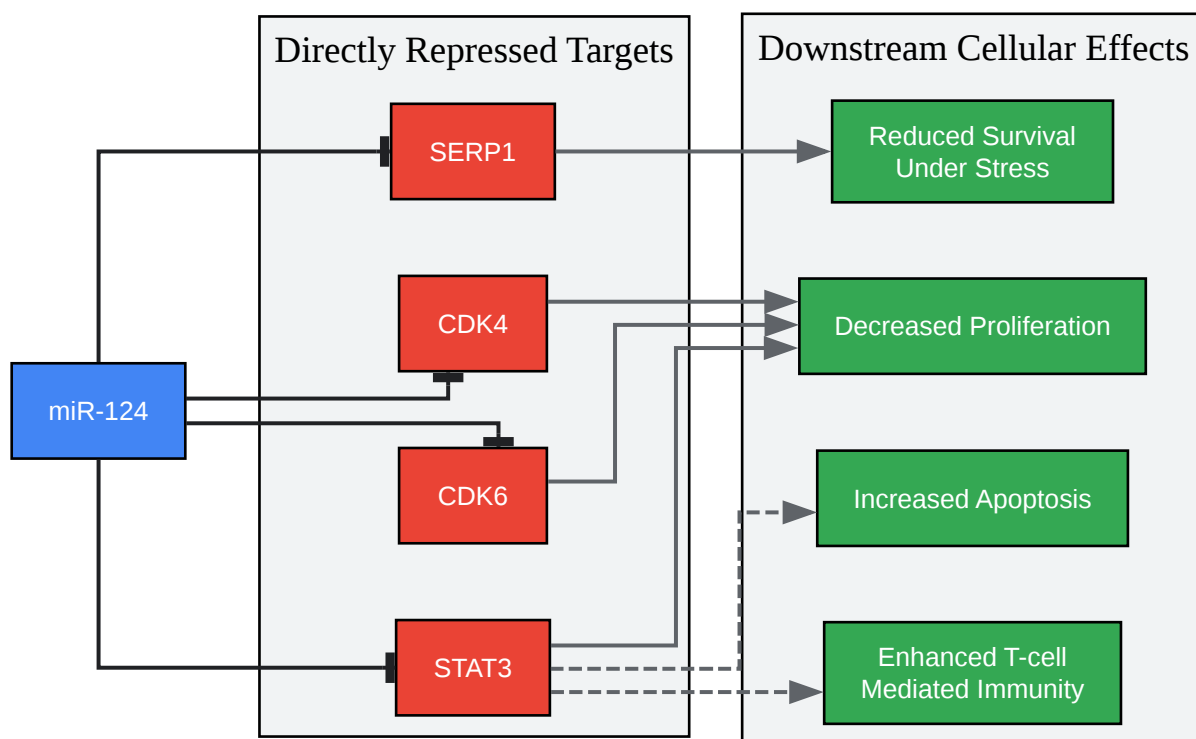 Directly Repressed Targets
Downstream Cellular Effects
SERP1
Reduced Survival
Under Stress
CDK4
Decreased Proliferation
miR-124
CDK6
Increased Apoptosis
STAT3
Enhanced T-cell
Mediated Immunity